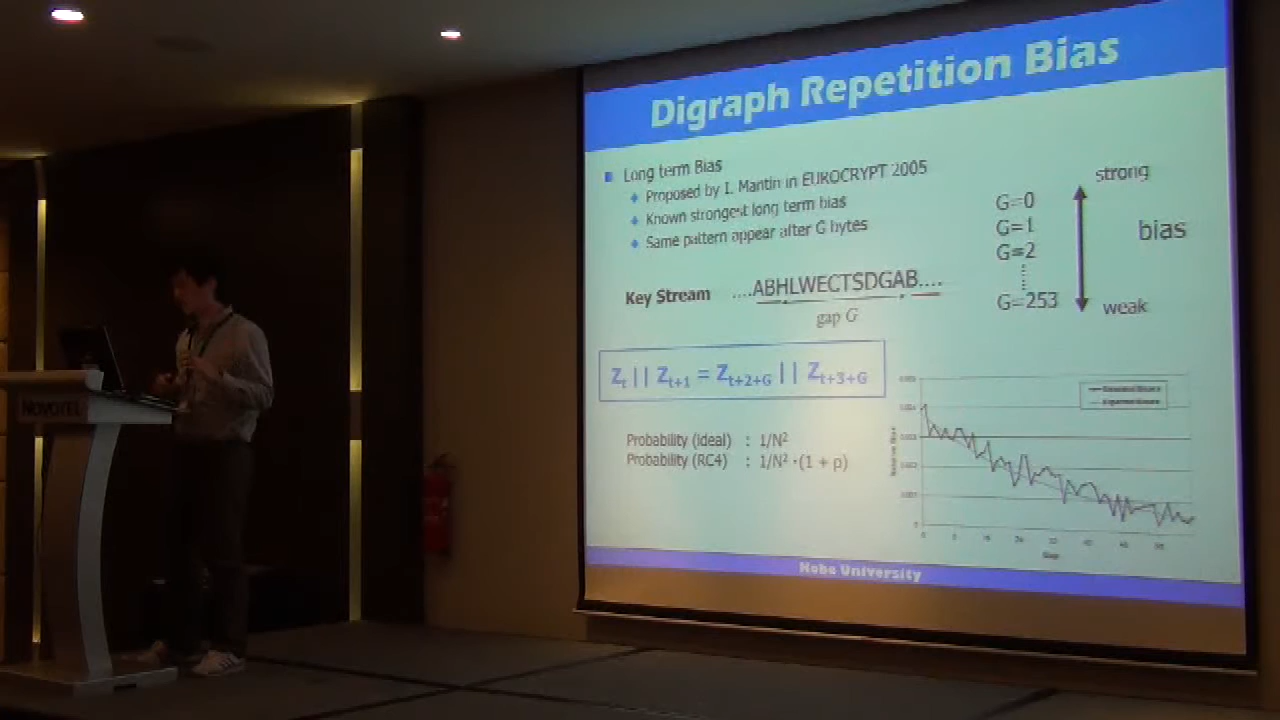 Digraph Repetition Bias
Long term Bias
Proposed by I. Mantin in EUROCRYPT 2005
Known strongest long term bias
Same pattern appear after G bytes
Key Stream ....ABHLWECTSDGAB....
gap G
Z_t || Z_{t+1} = Z_{t+2+G} || Z_{t+3+G}
Probability (ideal) : 1/N²
Probability (RC4) : 1/N² ·(1 + p)
strong
G=0
G=1
G=2
G=253
bias
weak
Gap
Kobe University
NOVOTEL